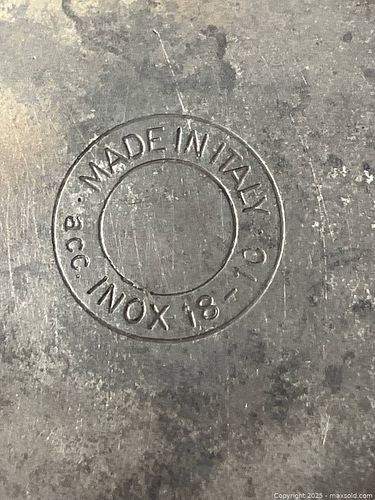 MADE IN ITALY
acc. INOX 18-10
Copyright 2025 - maxsold.com